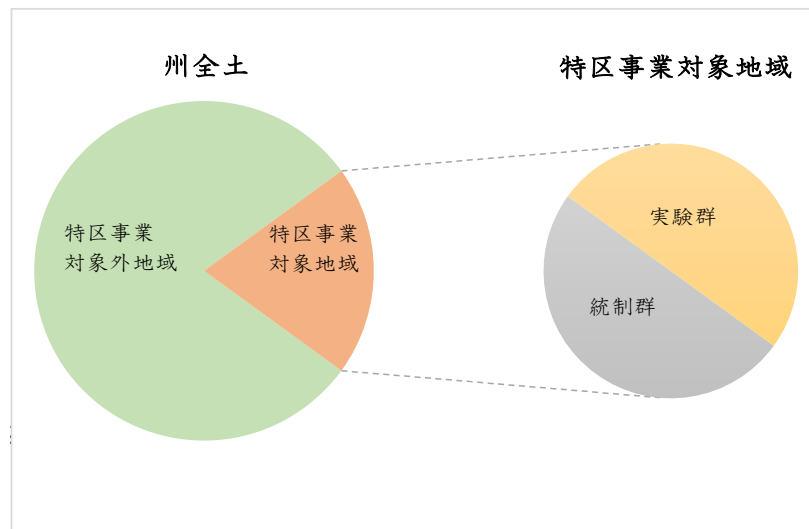 州全土
特区事業対象地域
特区事業
対象外地域
特区事業
対象地域
実験群
統制群